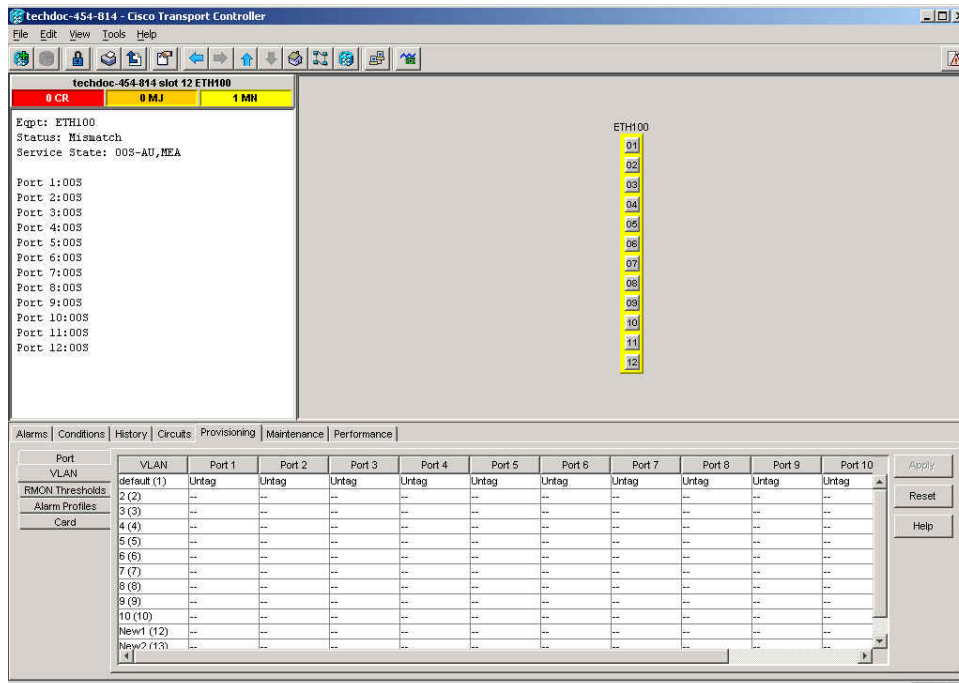 techdoc-454-814 - Cisco Transport Controller
File Edit View Tools Help
techdoc-454-814 slot 12 ETH100
0 CR 0 MJ 1 MN
Eqpt: ETH100
Status: Mismatch
Service State: OOS-AU,MEA
Port 1:OOS
Port 2:OOS
Port 3:OOS
Port 4:OOS
Port 5:OOS
Port 6:OOS
Port 7:OOS
Port 8:OOS
Port 9:OOS
Port 10:OOS
Port 11:OOS
Port 12:OOS
ETH100
01
02
03
04
05
06
07
08
09
10
11
12
Alarms Conditions History Circuits Provisioning Maintenance Performance
Port
VLAN
RMON Thresholds
Alarm Profiles
Card
VLAN Port 1 Port 2 Port 3 Port 4 Port 5 Port 6 Port 7 Port 8 Port 9 Port 10
default (1) Untag Untag Untag Untag Untag Untag Untag Untag Untag Untag
2 (2) -- -- -- -- -- -- -- -- -- --
3 (3) -- -- -- -- -- -- -- -- -- --
4 (4) -- -- -- -- -- -- -- -- -- --
5 (5) -- -- -- -- -- -- -- -- -- --
6 (6) -- -- -- -- -- -- -- -- -- --
7 (7) -- -- -- -- -- -- -- -- -- --
8 (8) -- -- -- -- -- -- -- -- -- --
9 (9) -- -- -- -- -- -- -- -- -- --
10 (10) -- -- -- -- -- -- -- -- -- --
New1 (12) -- -- -- -- -- -- -- -- -- --
New2 (13) -- -- -- -- -- -- -- -- -- --
Apply
Reset
Help